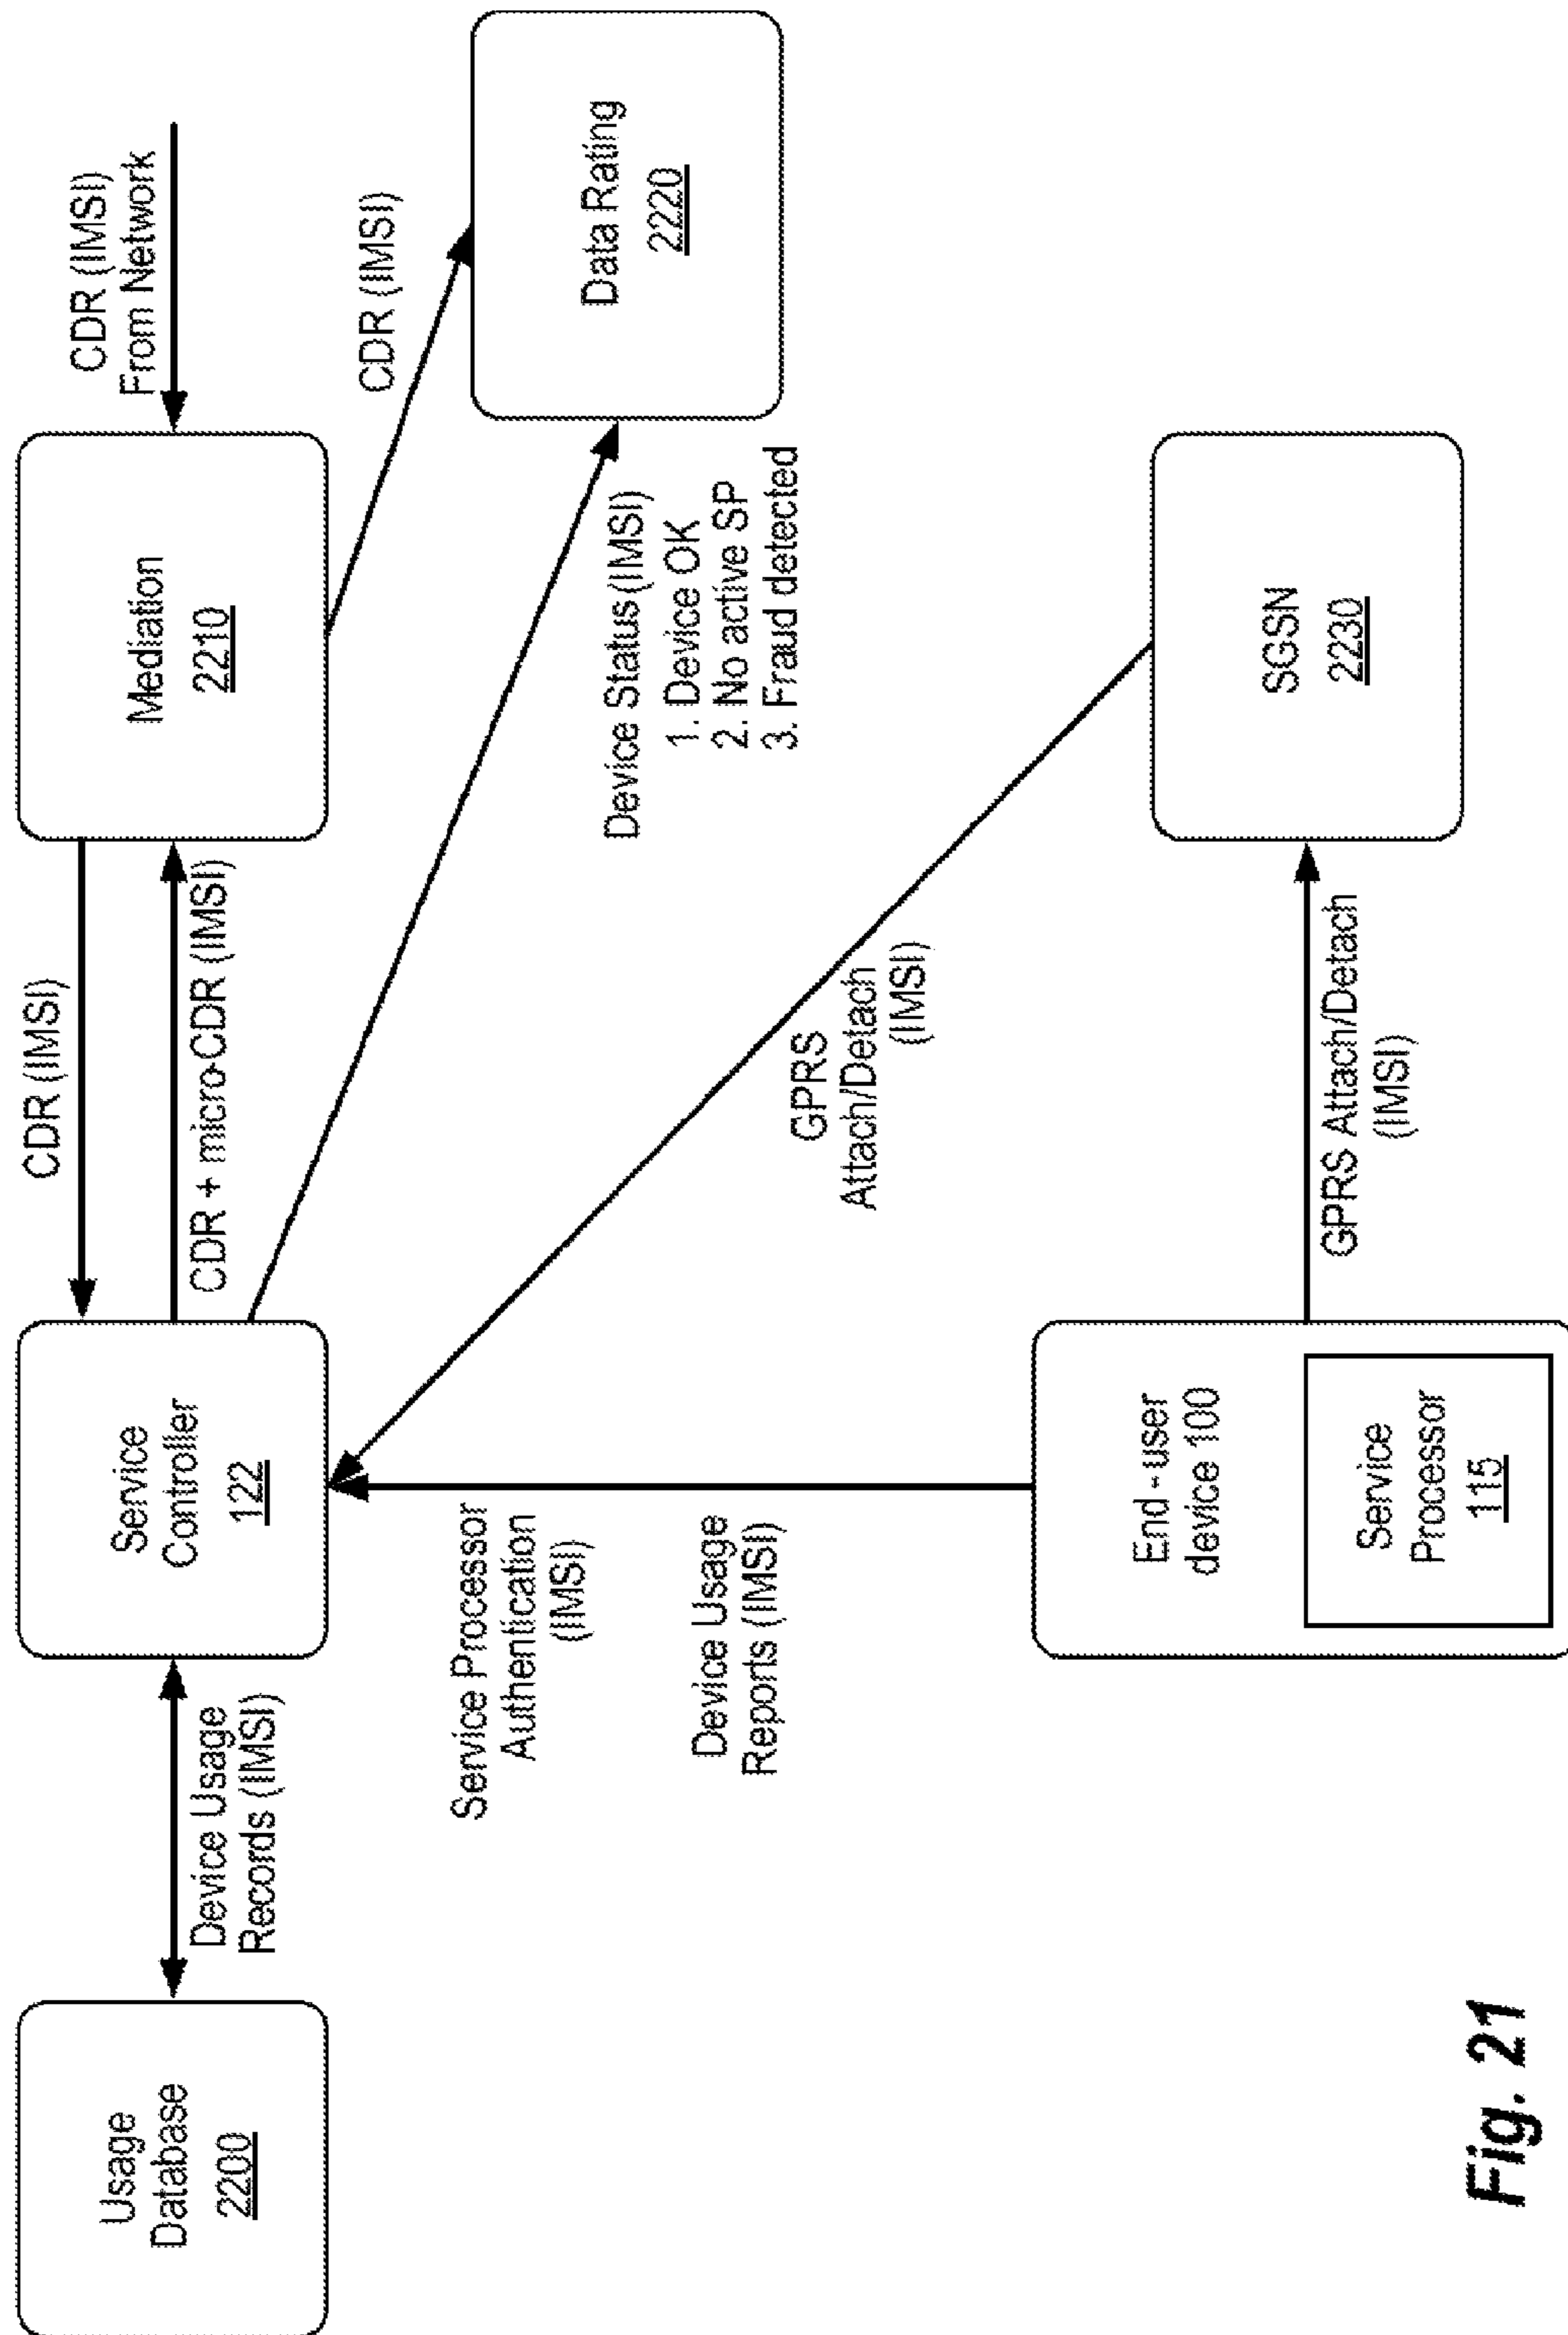 Usage
Database
2200
Device Usage
Records (IMSI)
Service
Controller
122
CDR (IMSI)
CDR + micro-CDR (IMSI)
Mediation
2210
CDR (IMSI)
From Network
CDR (IMSI)
Data Rating
2220
Device Status (IMSI)
1. Device OK
2. No active SP
3. Fraud detected
Service Processor
Authentication
(IMSI)
Device Usage
Reports (IMSI)
GPRS
Attach/Detach
(IMSI)
End - user
device 100
Service
Processor
115
GPRS Attach/Detach
(IMSI)
SGSN
2230
Fig. 21